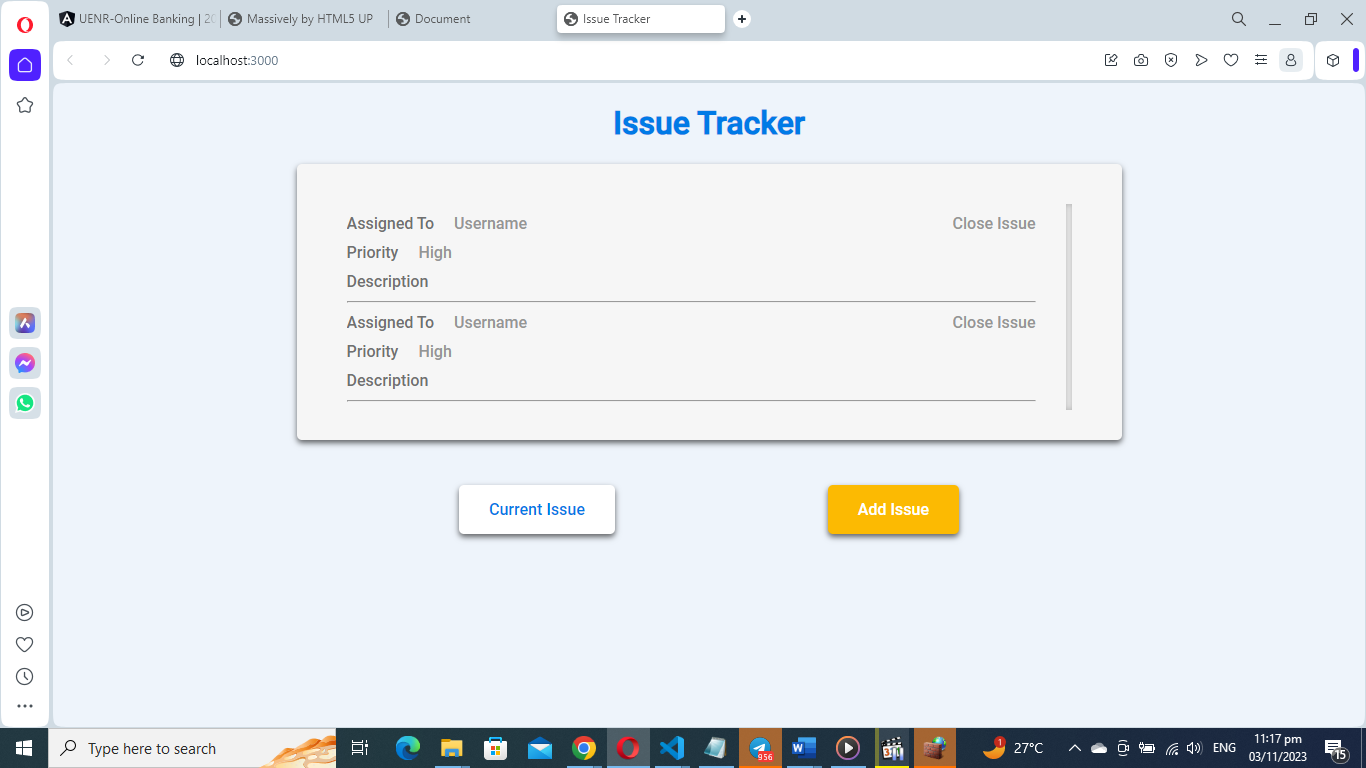 UENR-Online Banking | 20
Massively by HTML5 UP
Document
Issue Tracker
localhost:3000
Issue Tracker
Assigned To Username Close Issue
Priority High
Description
Assigned To Username Close Issue
Priority High
Description
Current Issue
Add Issue
Type here to search
956
27°C
ENG
11:17 pm
03/11/2023
15